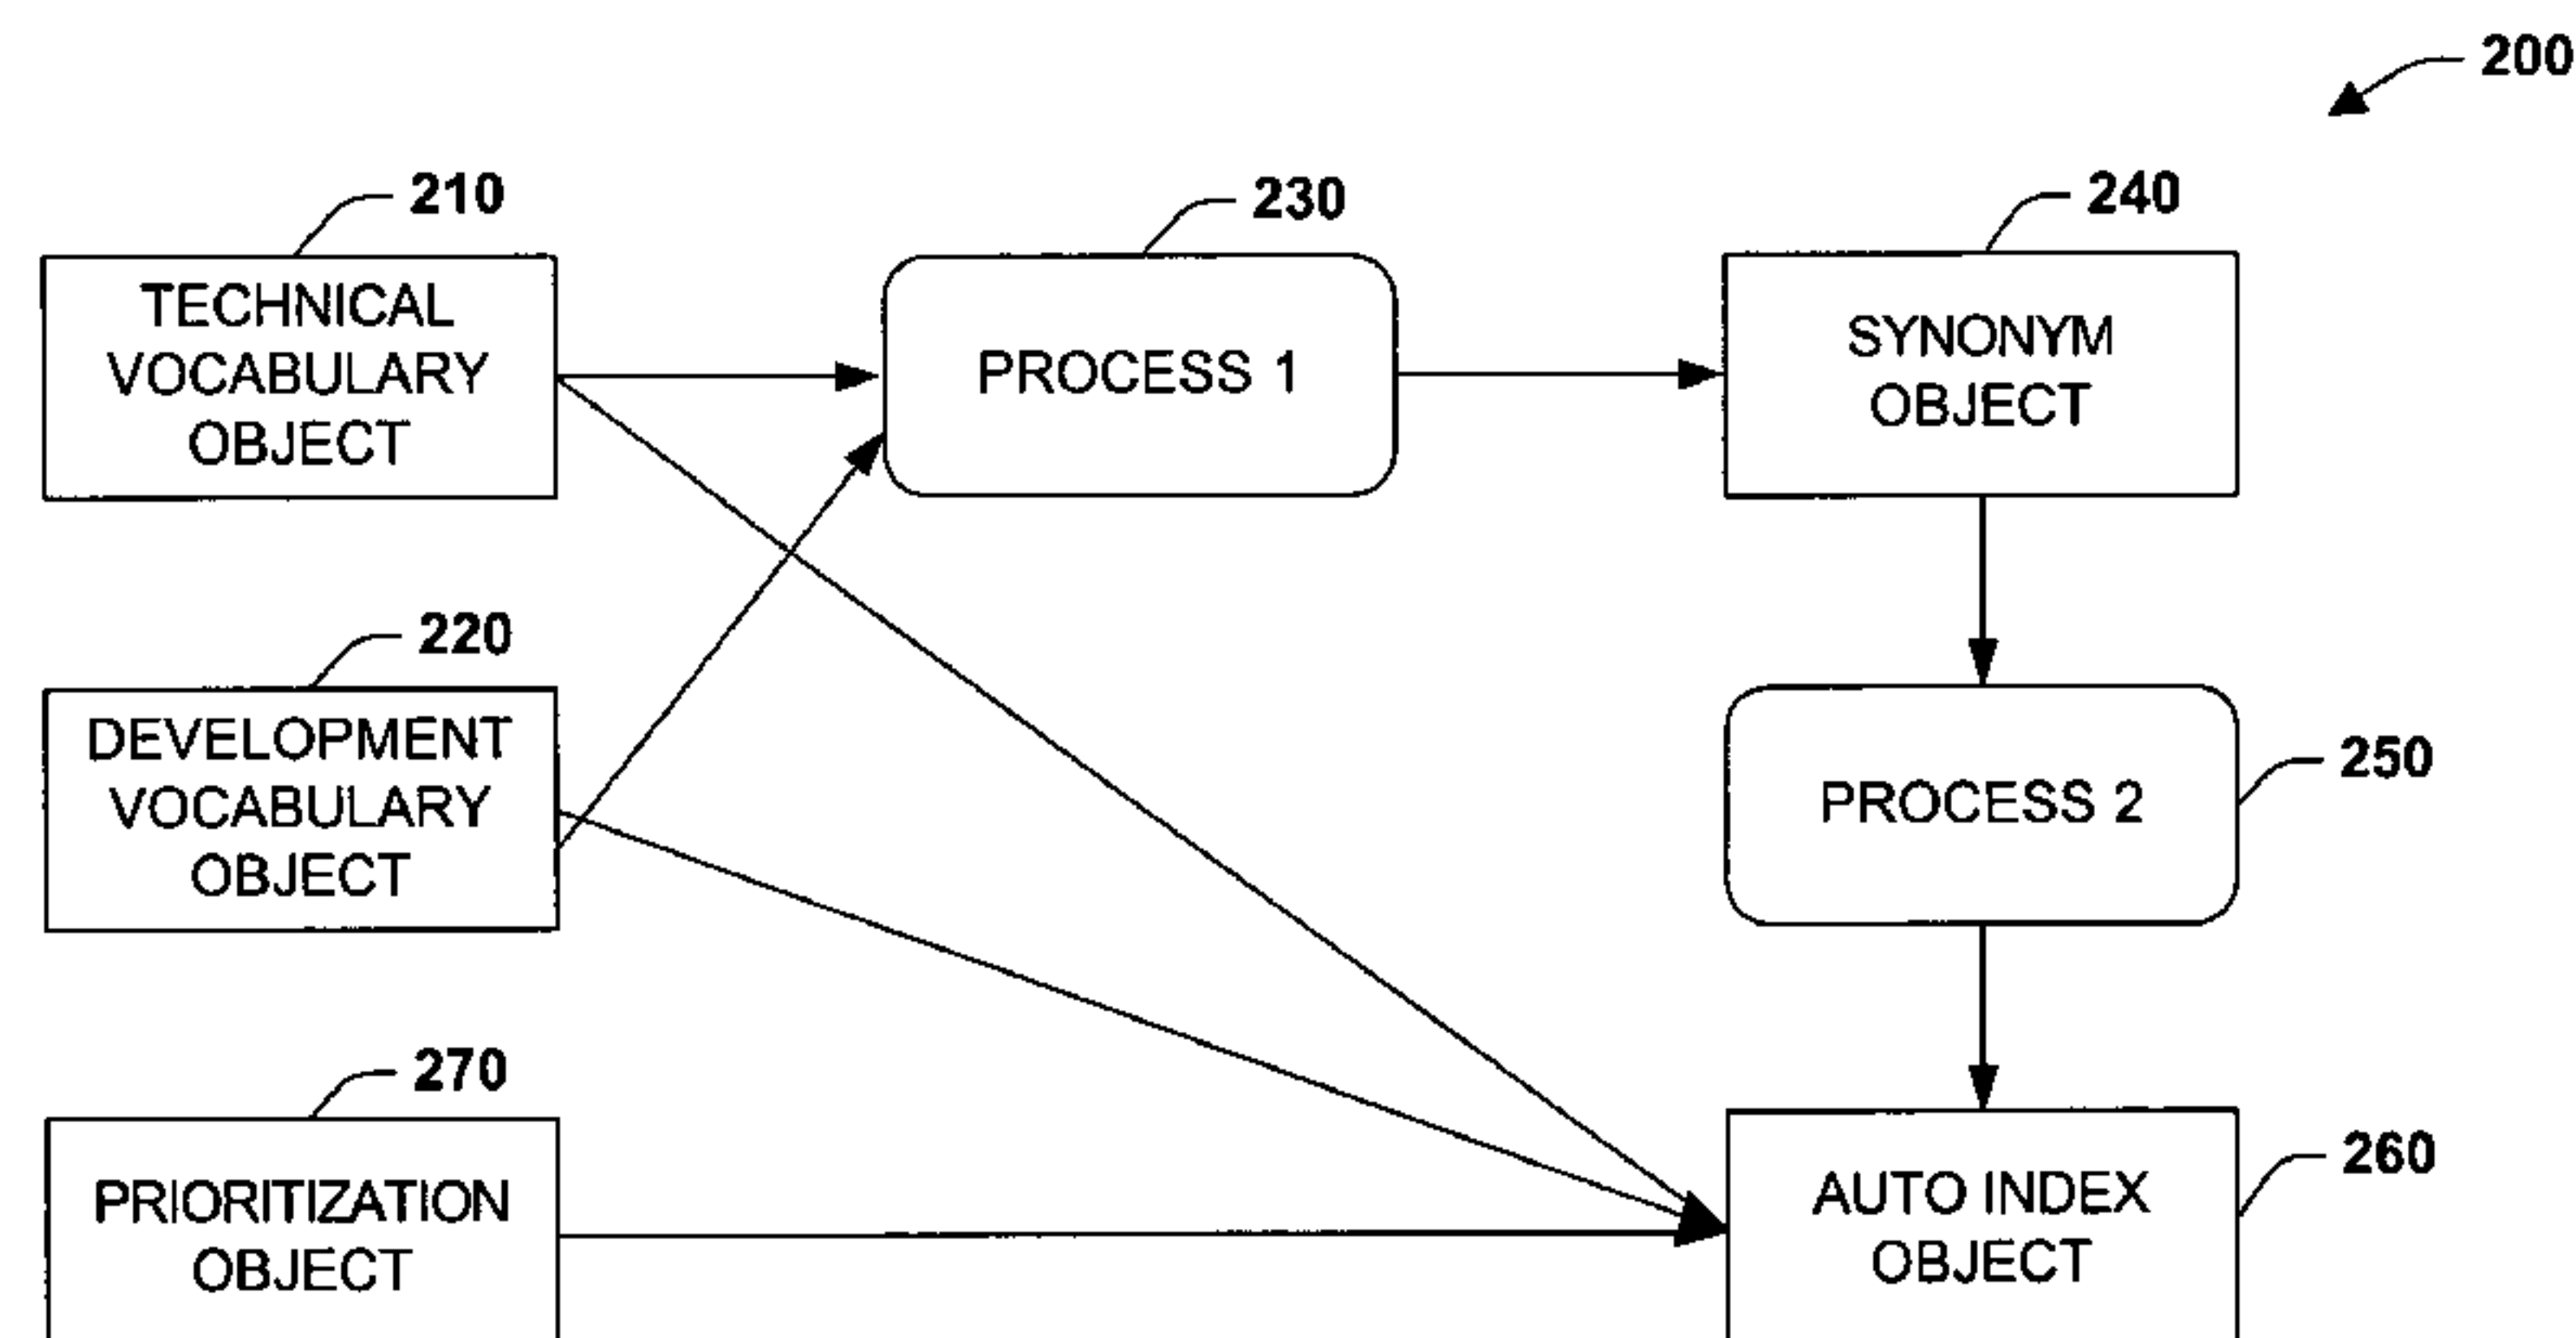 200
210
230
240
TECHNICAL
VOCABULARY
OBJECT
PROCESS 1
SYNONYM
OBJECT
220
DEVELOPMENT
VOCABULARY
OBJECT
PROCESS 2
250
270
PRIORITIZATION
OBJECT
AUTO INDEX
OBJECT
260